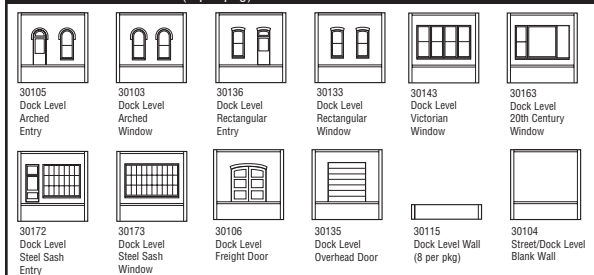 30105
Dock Level
Arched
Entry
30103
Dock Level
Arched
Window
30136
Dock Level
Rectangular
Entry
30133
Dock Level
Rectangular
Window
30143
Dock Level
Victorian
Window
30163
Dock Level
20th Century
Window
30172
Dock Level
Steel Sash
Entry
30173
Dock Level
Steel Sash
Window
30106
Dock Level
Freight Door
30135
Dock Level
Overhead Door
30115
Dock Level Wall
(8 per pkg)
30104
Street/Dock Level
Blank Wall